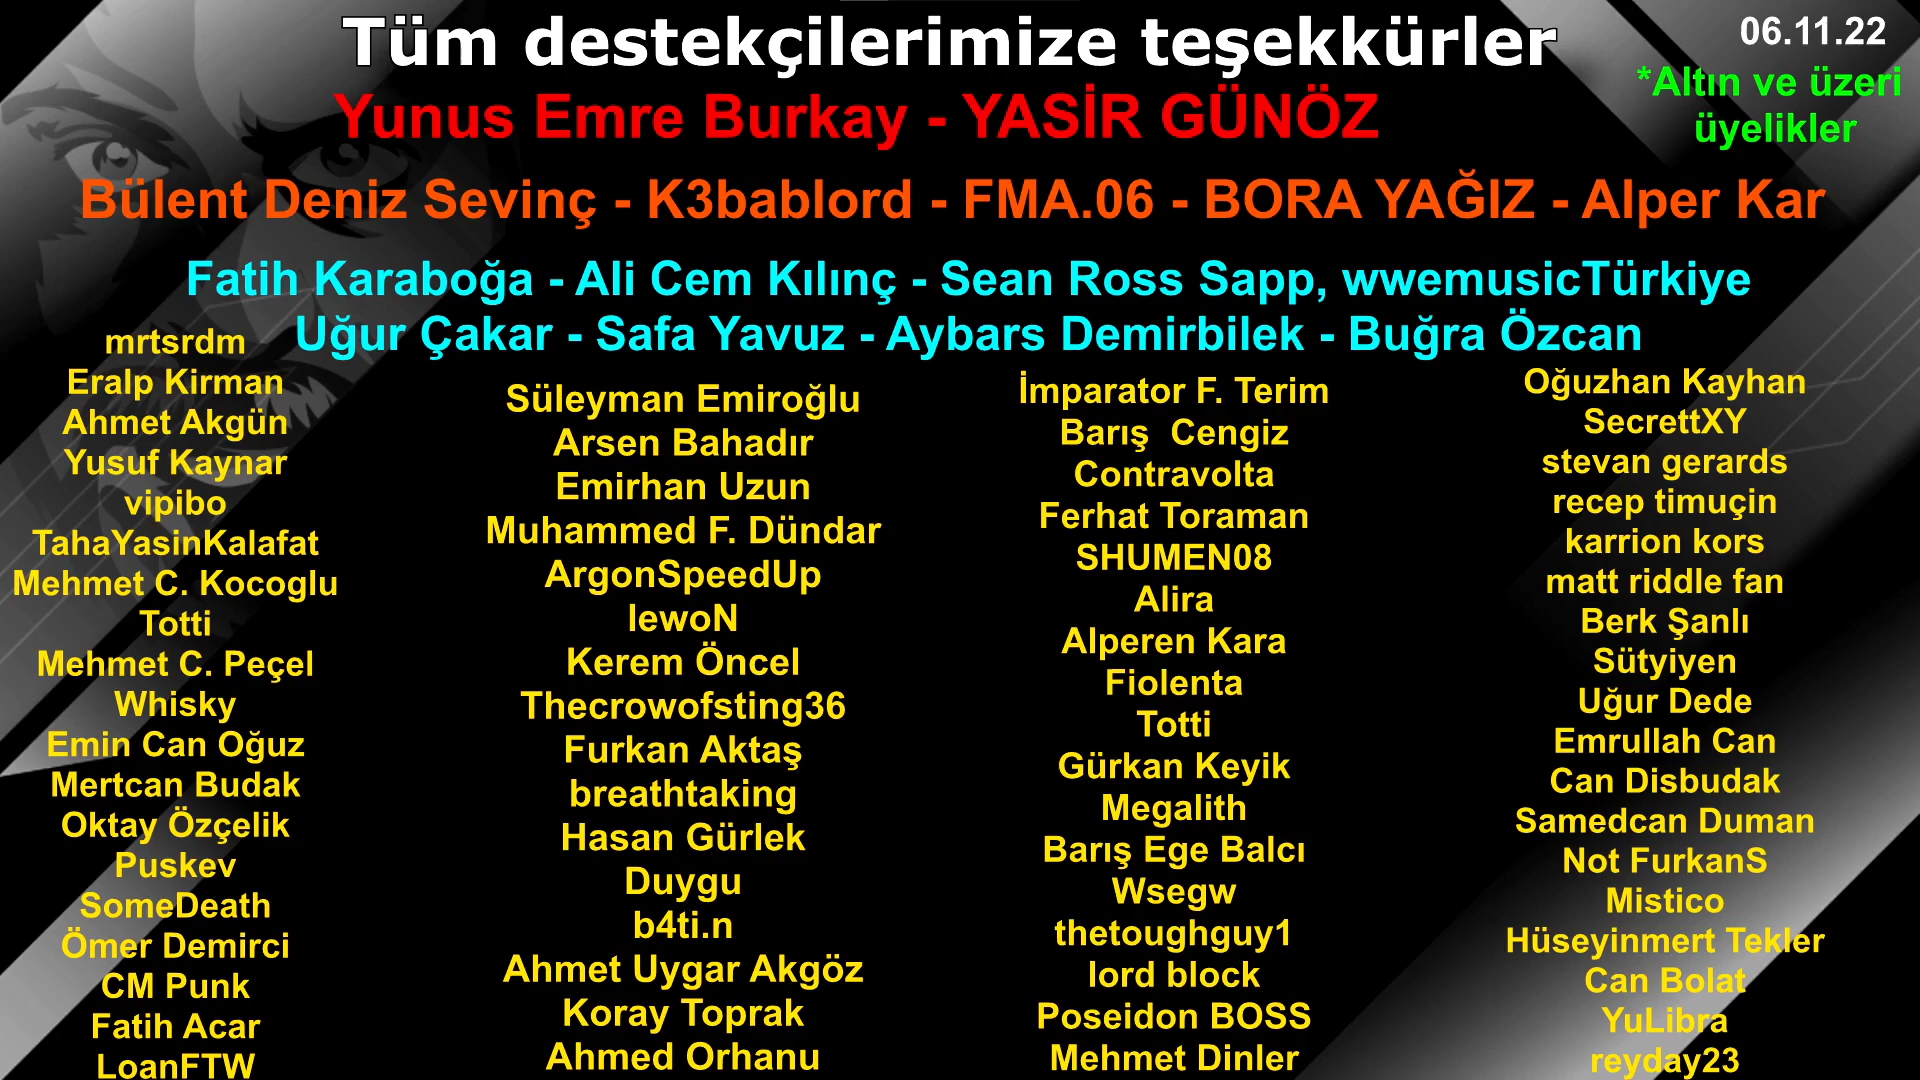 Tüm destekçilerimize teşekkürler
06.11.22
*Altın ve üzeri
üyelikler
Yunus Emre Burkay - YASİR GÜNÖZ
Bülent Deniz Sevinç - K3bablord - FMA.06 - BORA YAĞIZ - Alper Kar
Fatih Karaboğa - Ali Cem Kılınç - Sean Ross Sapp, wwemusicTürkiye
Uğur Çakar - Safa Yavuz - Aybars Demirbilek - Buğra Özcan
mrtsrdm
Eralp Kirman
Ahmet Akgün
Yusuf Kaynar
vipibo
TahaYasinKalafat
Mehmet C. Kocoglu
Totti
Mehmet C. Peçel
Whisky
Emin Can Oğuz
Mertcan Budak
Oktay Özçelik
Puskev
SomeDeath
Ömer Demirci
CM Punk
Fatih Acar
LoanFTW
Süleyman Emiroğlu
Arsen Bahadır
Emirhan Uzun
Muhammed F. Dündar
ArgonSpeedUp
lewoN
Kerem Öncel
Thecrowofsting36
Furkan Aktaş
breathtaking
Hasan Gürlek
Duygu
b4ti.n
Ahmet Uygar Akgöz
Koray Toprak
Ahmed Orhanu
İmparator F. Terim
Barış  Cengiz
Contravolta
Ferhat Toraman
SHUMEN08
Alira
Alperen Kara
Fiolenta
Totti
Gürkan Keyik
Megalith
Barış Ege Balcı
Wsegw
thetoughguy1
lord block
Poseidon BOSS
Mehmet Dinler
Oğuzhan Kayhan
SecrettXY
stevan gerards
recep timuçin
karrion kors
matt riddle fan
Berk Şanlı
Sütyiyen
Uğur Dede
Emrullah Can
Can Disbudak
Samedcan Duman
Not FurkanS
Mistico
Hüseyinmert Tekler
Can Bolat
YuLibra
reyday23